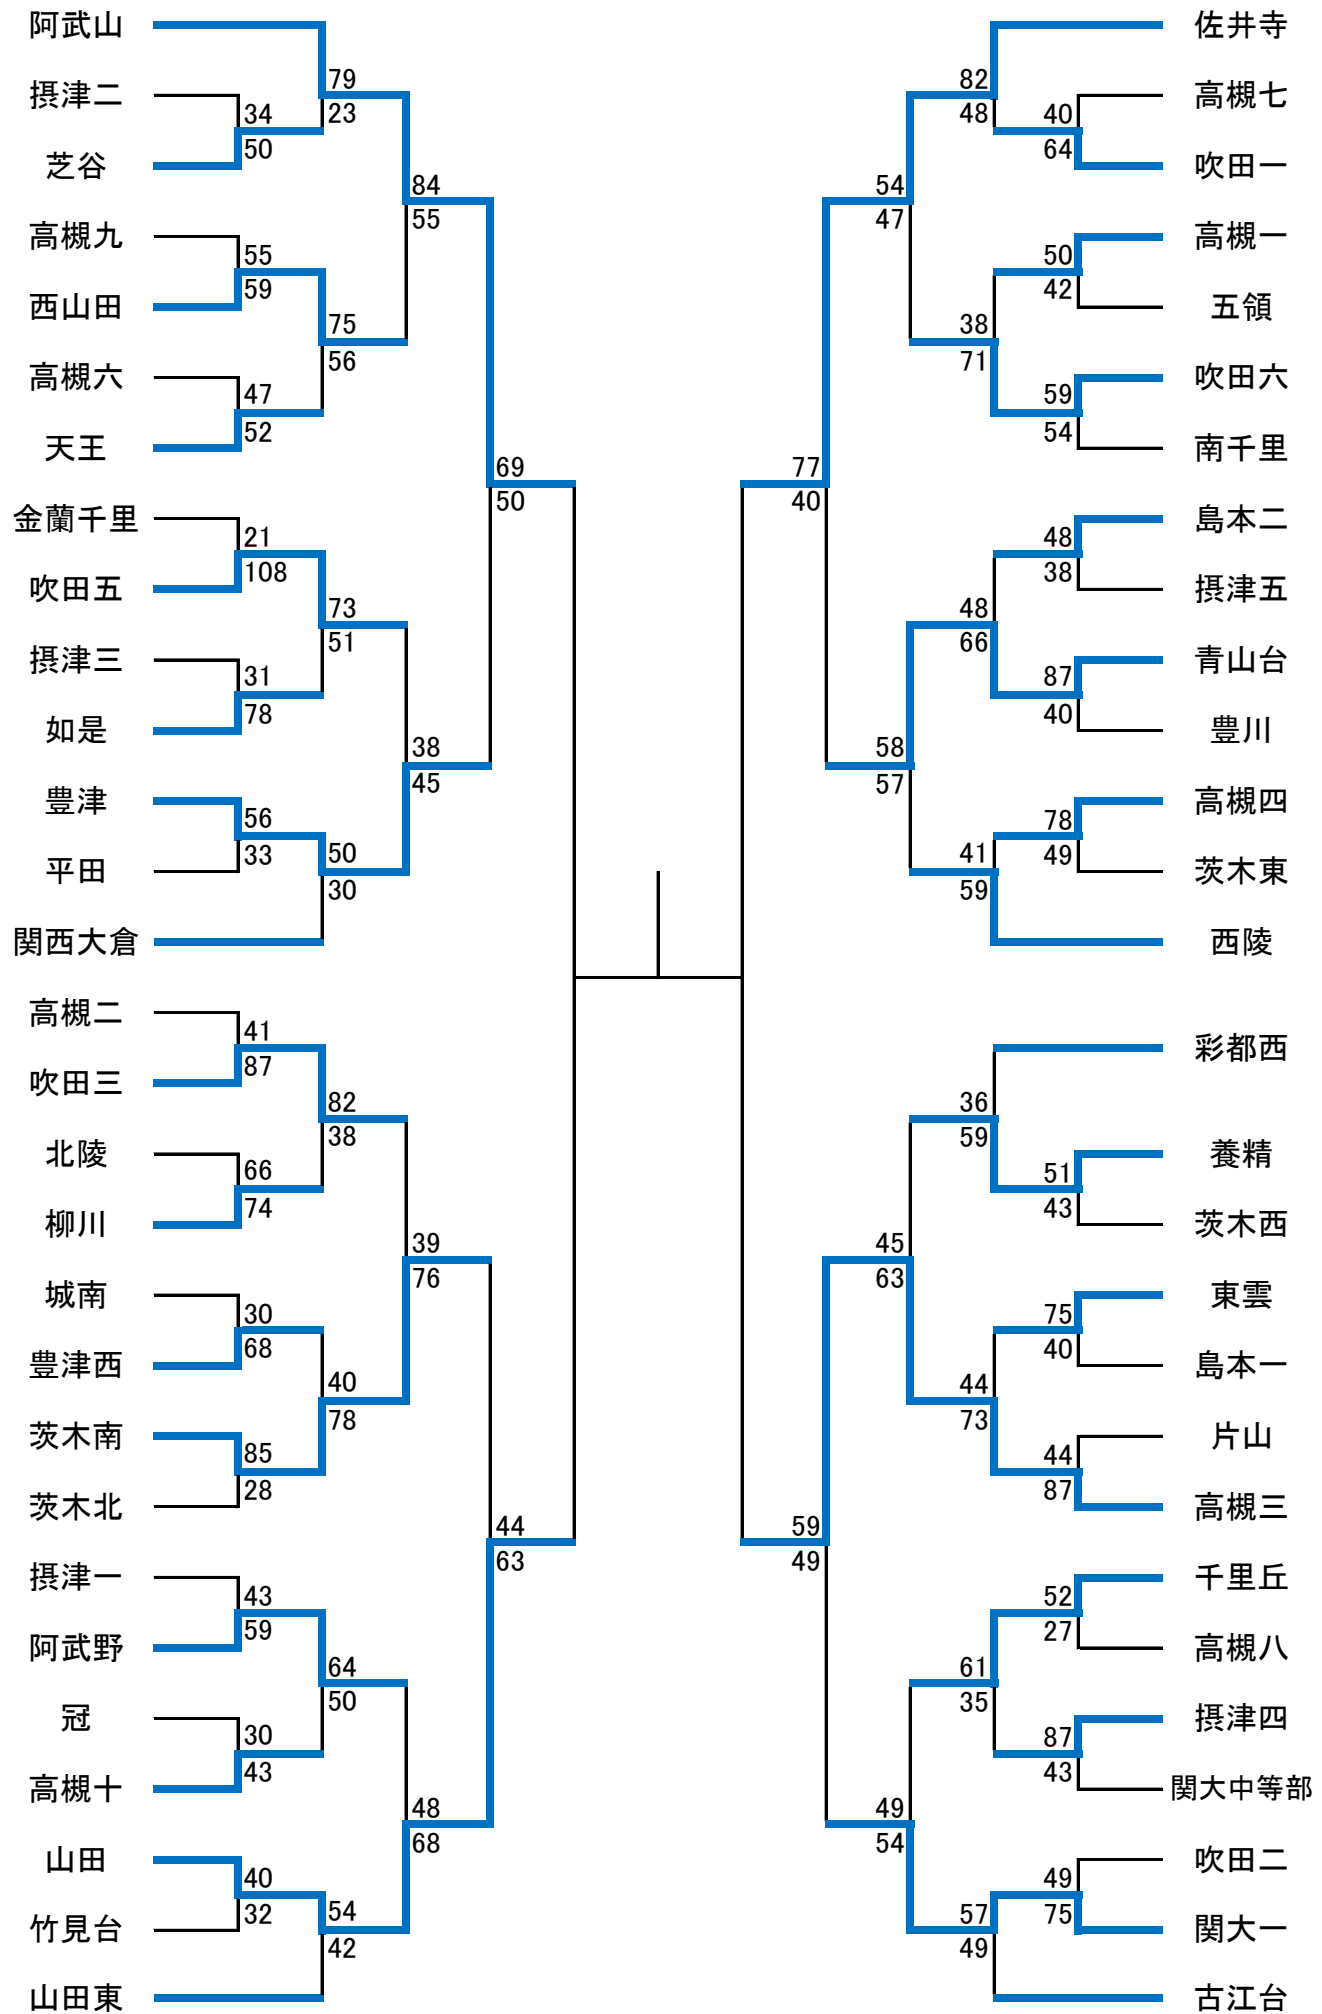 阿武山
摂津二
芝谷
高槻九
西山田
高槻六
天王
金蘭千里
吹田五
摂津三
如是
豊津
平田
関西大倉
高槻二
吹田三
北陵
柳川
城南
豊津西
茨木南
茨木北
摂津一
阿武野
冠
高槻十
山田
竹見台
山田東
34
50
55
59
47
52
21
108
31
78
56
33
41
87
66
74
30
68
85
28
43
59
30
43
40
32
79
23
75
56
73
51
50
30
82
38
40
78
64
50
54
42
84
55
38
45
39
76
48
68
69
50
44
63
77
40
59
49
54
47
58
57
45
63
49
54
82
48
38
71
48
66
41
59
36
59
44
73
61
35
57
49
40
64
50
42
59
54
48
38
87
40
78
49
51
43
75
40
44
87
52
27
87
43
49
75
佐井寺
高槻七
吹田一
高槻一
五領
吹田六
南千里
島本二
摂津五
青山台
豊川
高槻四
茨木東
西陵
彩都西
養精
茨木西
東雲
島本一
片山
高槻三
千里丘
高槻八
摂津四
関大中等部
吹田二
関大一
古江台